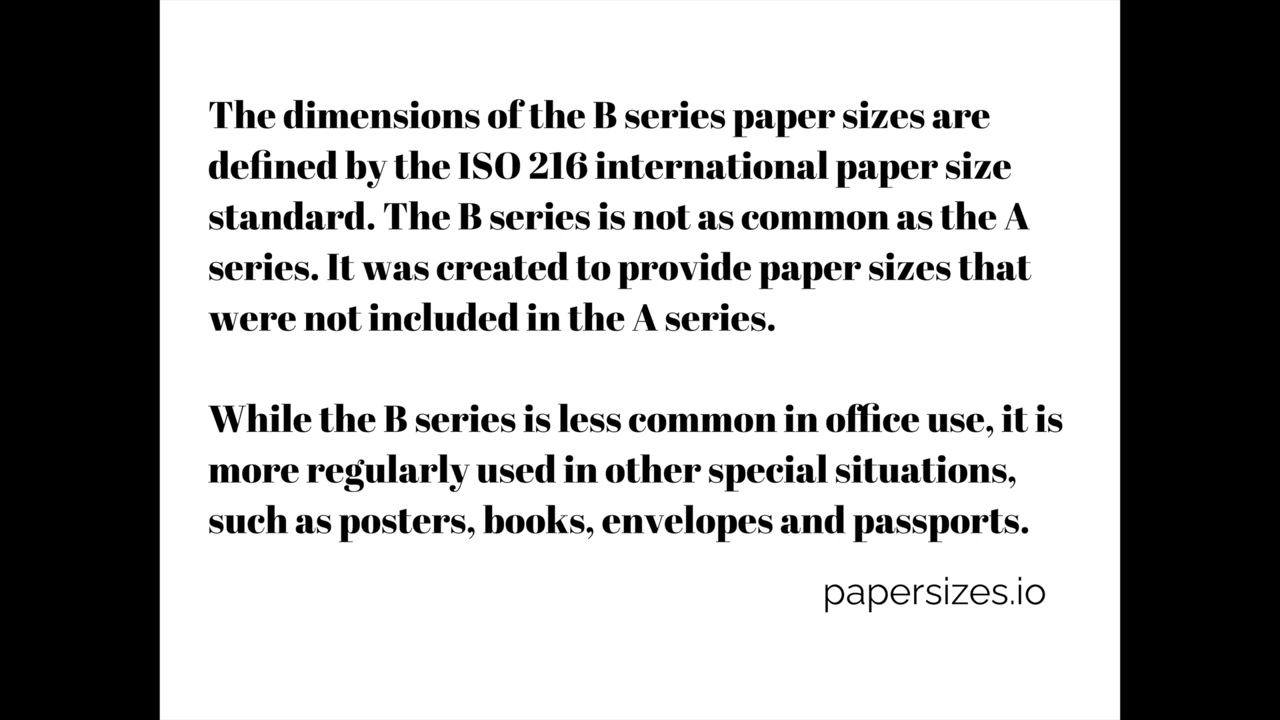 The dimensions of the B series paper sizes are
defined by the ISO 216 international paper size
standard. The B series is not as common as the A
series. It was created to provide paper sizes that
were not included in the A series.
While the B series is less common in office use, it is
more regularly used in other special situations,
such as posters, books, envelopes and passports.
papersizes.io